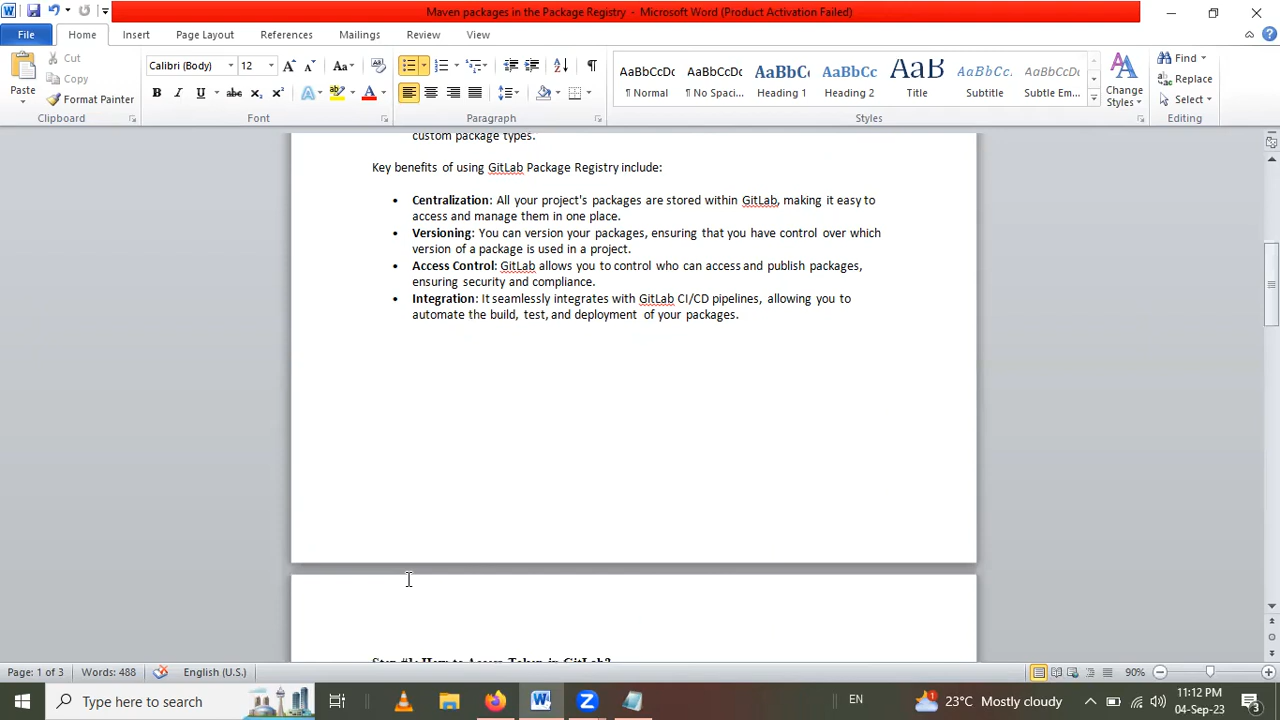 Maven packages in the Package Registry - Microsoft Word (Product Activation Failed)
File Home Insert Page Layout References Mailings Review View
Paste
Cut
Copy
Format Painter
Clipboard
Calibri (Body) 12
Font
Paragraph
AaBbCcDc AaBbCcDc AaBbCc AaBbCc AaB AaBbCc. AaBbCcDc
¶ Normal ¶ No Spaci... Heading 1 Heading 2 Title Subtitle Subtle Em...
Styles
Change Styles
Find
Replace
Select
Editing
custom package types.
Key benefits of using GitLab Package Registry include:
• Centralization: All your project's packages are stored within GitLab, making it easy to
access and manage them in one place.
• Versioning: You can version your packages, ensuring that you have control over which
version of a package is used in a project.
• Access Control: GitLab allows you to control who can access and publish packages,
ensuring security and compliance.
• Integration: It seamlessly integrates with GitLab CI/CD pipelines, allowing you to
automate the build, test, and deployment of your packages.
Step #1: How to Access Token in GitLab?
Page: 1 of 3 Words: 488 English (U.S.) 90%
Type here to search
EN
23°C Mostly cloudy
11:12 PM
04-Sep-23
3